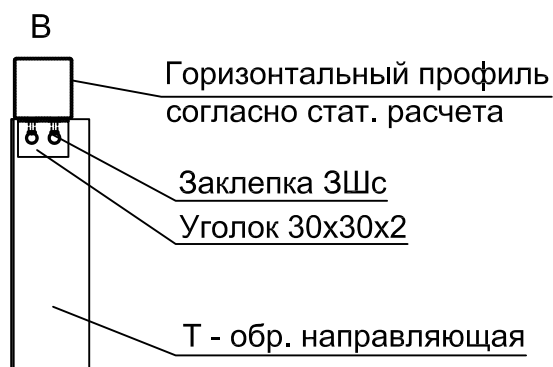 В
Горизонтальный профиль
согласно стат. расчета
Заклепка ЗШс
Уголок 30х30х2
Т - обр. направляющая